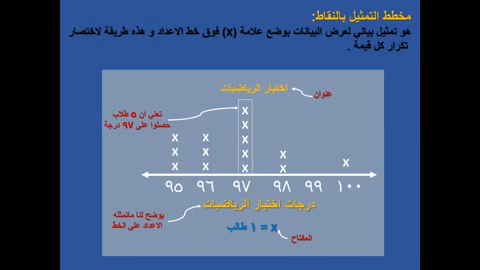 مخطط التمثيل بالنقاط:
هو تمثيل بياني لعرض البيانات بوضع علامة (X) فوق خط الاعداد و هذه طريقة لاختصار
تكرار كل قيمة .
اختبار الرياضيات
عنوان
تعني ان ٥ طلاب
حصلوا على ٩٧ درجة
X
X
X X X
X X X X X
X X X X
٩٥ ٩٦ ٩٧ ٩٨ ٩٩ ١٠٠
درجات اختبار الرياضيات
يوضح لنا ماتمثله
الاعداد على الخط
x = ١ طالب
المفتاح